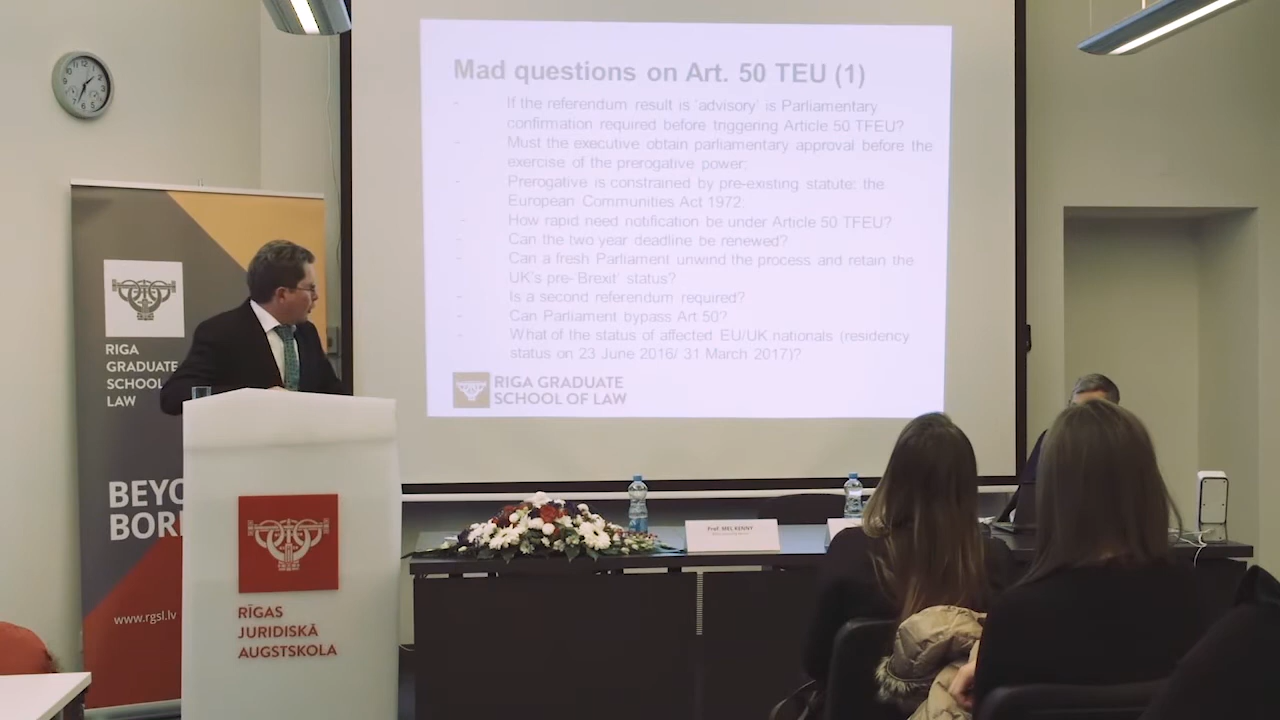 Mad questions on Art. 50 TEU (1)
- If the referendum result is 'advisory' is Parliamentary
confirmation required before triggering Article 50 TFEU?
- Must the executive obtain parliamentary approval before the
exercise of the prerogative power;
- Prerogative is constrained by pre-existing statute: the
European Communities Act 1972;
- How rapid need notification be under Article 50 TFEU?
- Can the two year deadline be renewed?
- Can a fresh Parliament unwind the process and retain the
UK's pre- Brexit' status?
- Is a second referendum required?
- Can Parliament bypass Art 50?
- What of the status of affected EU/UK nationals (residency
status on 23 June 2016/ 31 March 2017)?
RIGA GRADUATE
SCHOOL OF LAW
RIGA
GRADUATE
SCHOOL
LAW
BEYO
BOR
www.rgsl.lv
RĪGAS
JURIDISKĀ
AUGSTSKOLA
Prof. MEL KENNY